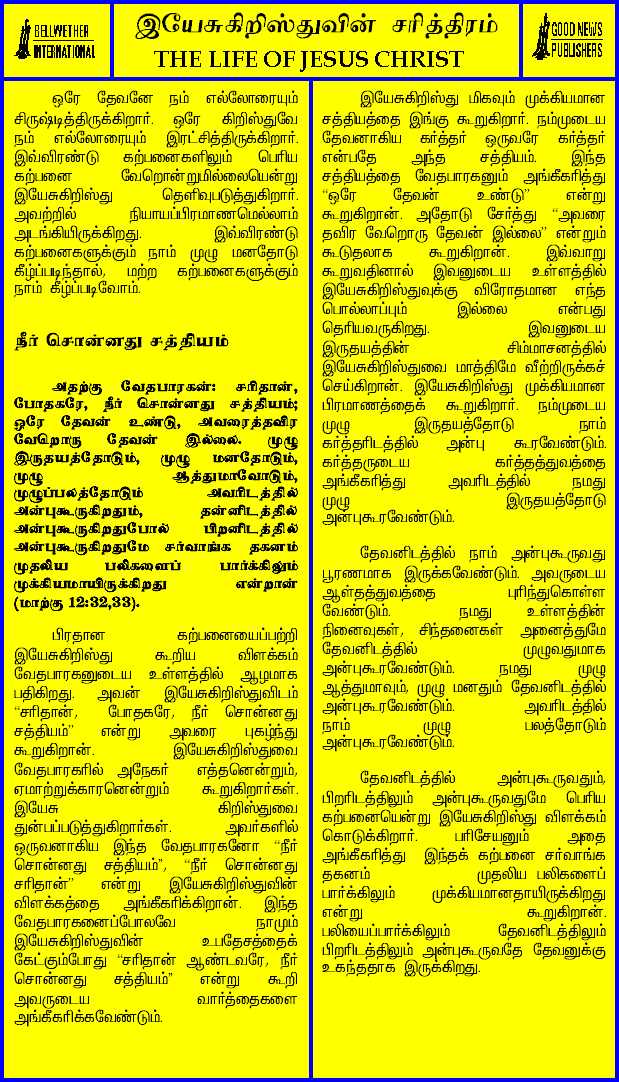 BELLWETHER
INTERNATIONAL
இயேசுகிறிஸ்துவின் சரித்திரம்
THE LIFE OF JESUS CHRIST
GOOD NEWS
PUBLISHERS
ஒரே தேவனே நம் எல்லோரையும்
சிருஷ்டித்திருக்கிறார். ஒரே கிறிஸ்துவே
நம் எல்லோரையும் இரட்சித்திருக்கிறார்.
இவ்விரண்டு கற்பனைகளிலும் பெரிய
கற்பனை வேறொன்றுமில்லையென்று
இயேசுகிறிஸ்து தெளிவுபடுத்துகிறார்.
அவற்றில் நியாயப்பிரமாணமெல்லாம்
அடங்கியிருக்கிறது. இவ்விரண்டு
கற்பனைகளுக்கும் நாம் முழு மனதோடு
கீழ்ப்படிந்தால், மற்ற கற்பனைகளுக்கும்
நாம் கீழ்ப்படிவோம்.
நீர் சொன்னது சத்தியம்
அதற்கு வேதபாரகன்: சரிதான்,
போதகரே, நீர் சொன்னது சத்தியம்;
ஒரே தேவன் உண்டு, அவரைத்தவிர
வேறொரு தேவன் இல்லை. முழு
இருதயத்தோடும், முழு மனதோடும்,
முழு ஆத்துமாவோடும்,
முழுப்பலத்தோடும் அவரிடத்தில்
அன்புகூருகிறதும், தன்னிடத்தில்
அன்புகூருகிறதுபோல் பிறனிடத்தில்
அன்புகூருகிறதுமே சர்வாங்க தகனம்
முதலிய பலிகளைப் பார்க்கிலும்
முக்கியமாயிருக்கிறது என்றான்
(மாற்கு 12:32,33).
பிரதான கற்பனையைப்பற்றி
இயேசுகிறிஸ்து கூறிய விளக்கம்
வேதபாரகனுடைய உள்ளத்தில் ஆழமாக
பதிகிறது. அவன் இயேசுகிறிஸ்துவிடம்
“சரிதான், போதகரே, நீர் சொன்னது
சத்தியம்” என்று அவரை புகழ்ந்து
கூறுகிறான். இயேசுகிறிஸ்துவை
வேதபாரகரில் அநேகர் எத்தனென்றும்,
ஏமாற்றுக்காரனென்றும் கூறுகிறார்கள்.
இயேசு கிறிஸ்துவை
துன்பப்படுத்துகிறார்கள். அவர்களில்
ஒருவனாகிய இந்த வேதபாரகனோ “நீர்
சொன்னது சத்தியம்”, “நீர் சொன்னது
சரிதான்” என்று இயேசுகிறிஸ்துவின்
விளக்கத்தை அங்கீகரிக்கிறான். இந்த
வேதபாரகனைப்போலவே நாமும்
இயேசுகிறிஸ்துவின் உபதேசத்தைக்
கேட்கும்போது “சரிதான் ஆண்டவரே, நீர்
சொன்னது சத்தியம்” என்று கூறி
அவருடைய வார்த்தைகளை
அங்கீகரிக்கவேண்டும்.
இயேசுகிறிஸ்து மிகவும் முக்கியமான
சத்தியத்தை இங்கு கூறுகிறார். நம்முடைய
தேவனாகிய கர்த்தர் ஒருவரே கர்த்தர்
என்பதே அந்த சத்தியம். இந்த
சத்தியத்தை வேதபாரகனும் அங்கீகரித்து
“ஒரே தேவன் உண்டு” என்று
கூறுகிறான். அதோடு சேர்த்து “அவரை
தவிர வேறொரு தேவன் இல்லை” என்றும்
கூடுதலாக கூறுகிறான். இவ்வாறு
கூறுவதினால் இவனுடைய உள்ளத்தில்
இயேசுகிறிஸ்துவுக்கு விரோதமான எந்த
பொல்லாப்பும் இல்லை என்பது
தெரியவருகிறது. இவனுடைய
இருதயத்தின் சிம்மாசனத்தில்
இயேசுகிறிஸ்துவை மாத்திமே வீற்றிருக்கச்
செய்கிறான். இயேசுகிறிஸ்து முக்கியமான
பிரமாணத்தைக் கூறுகிறார். நம்முடைய
முழு இருதயத்தோடு நாம்
கர்த்தரிடத்தில் அன்பு கூரவேண்டும்.
கர்த்தருடைய கர்த்தத்துவத்தை
அங்கீகரித்து அவரிடத்தில் நமது
முழு இருதயத்தோடு
அன்புகூரவேண்டும்.
தேவனிடத்தில் நாம் அன்புகூருவது
பூரணமாக இருக்கவேண்டும். அவருடைய
ஆள்தத்துவத்தை புரிந்துகொள்ள
வேண்டும். நமது உள்ளத்தின்
நினைவுகள், சிந்தனைகள் அனைத்துமே
தேவனிடத்தில் முழுவதுமாக
அன்புகூரவேண்டும். நமது முழு
ஆத்துமாவும், முழு மனதும் தேவனிடத்தில்
அன்புகூரவேண்டும். அவரிடத்தில்
நாம் முழு பலத்தோடும்
அன்புகூரவேண்டும்.
தேவனிடத்தில் அன்புகூருவதும்,
பிறரிடத்திலும் அன்புகூருவதுமே பெரிய
கற்பனையென்று இயேசுகிறிஸ்து விளக்கம்
கொடுக்கிறார். பரிசேயனும் அதை
அங்கீகரித்து இந்தக் கற்பனை சர்வாங்க
தகனம் முதலிய பலிகளைப்
பார்க்கிலும் முக்கியமானதாயிருக்கிறது
என்று கூறுகிறான்.
பலியைப்பார்க்கிலும் தேவனிடத்திலும்
பிறரிடத்திலும் அன்புகூருவதே தேவனுக்கு
உகந்ததாக இருக்கிறது.